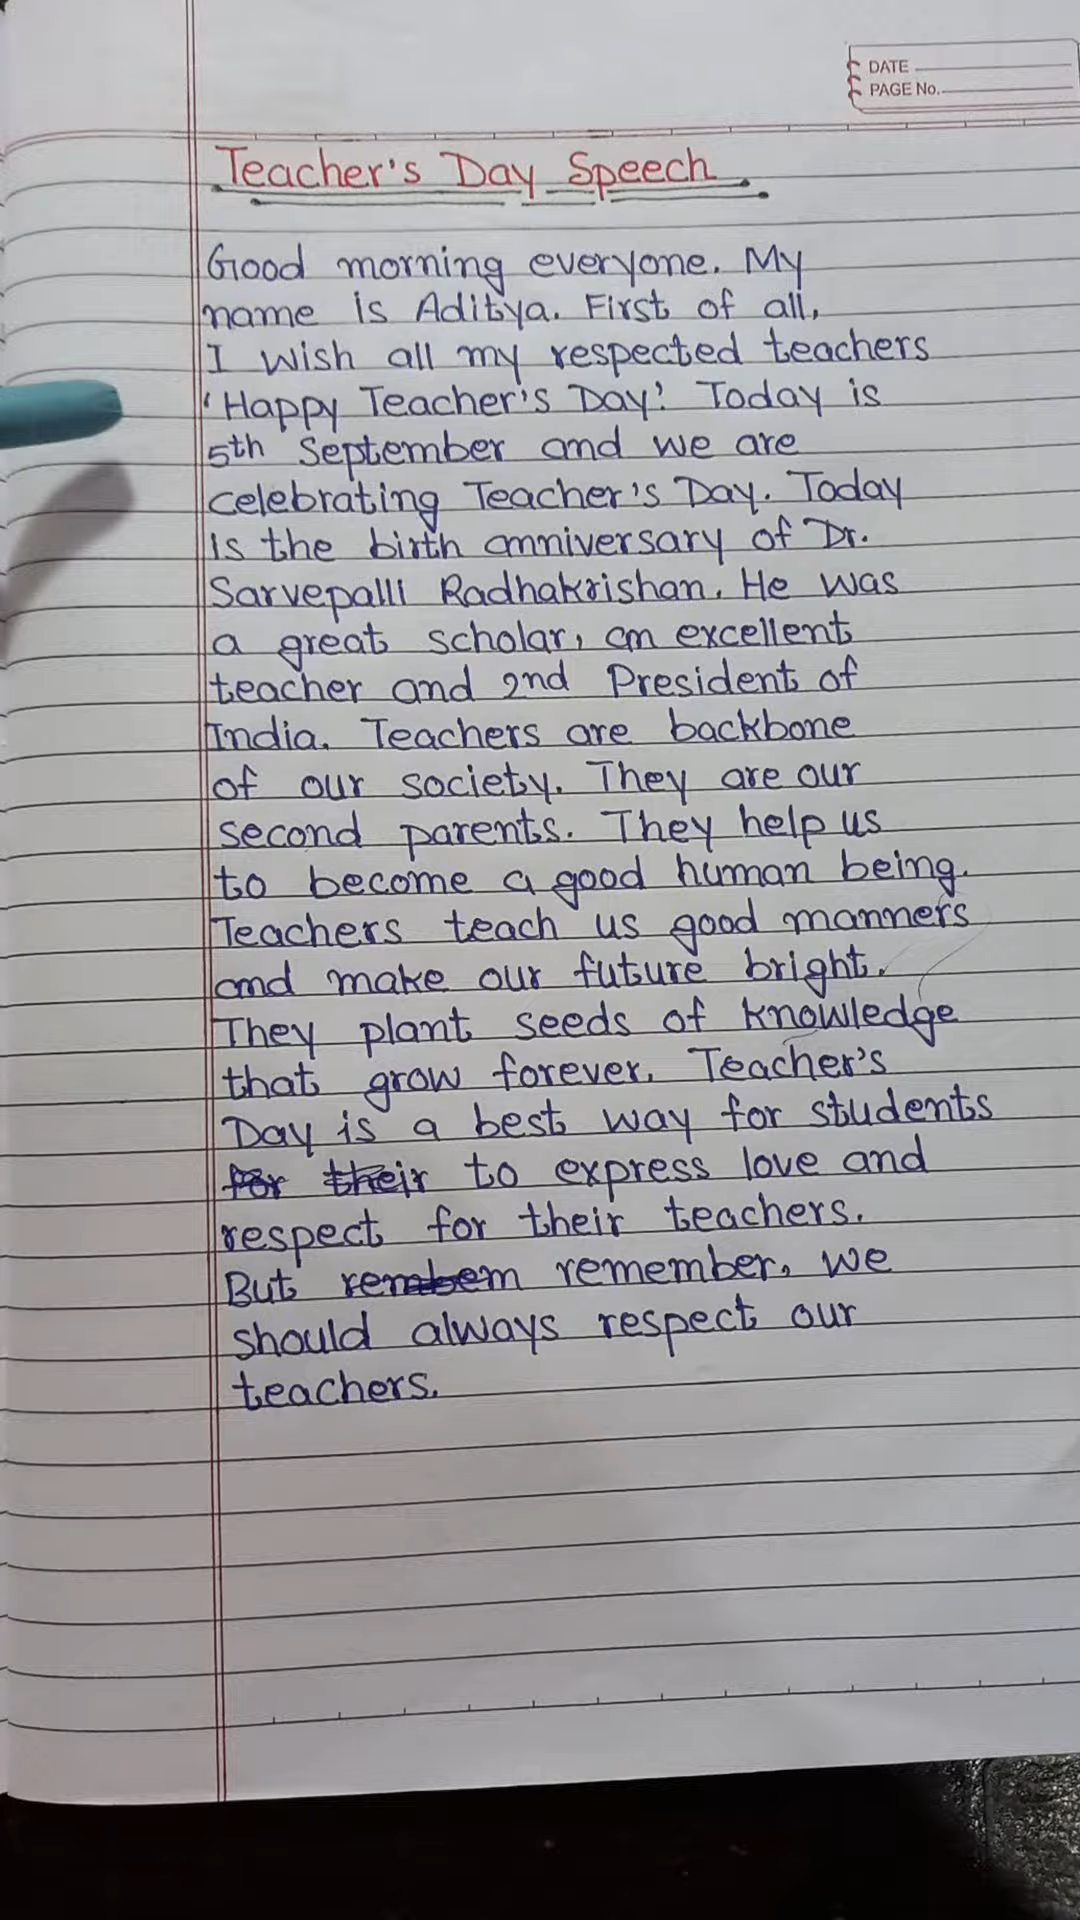 DATE
PAGE No.
Teacher's Day Speech
Good morning everyone. My
name is Aditya. First of all,
I wish all my respected teachers
'Happy Teacher's Day'. Today is
5th September and we are
celebrating Teacher's Day. Today
is the birth anniversary of Dr.
Sarvepalli Radhakrishan. He was
a great scholar, an excellent
teacher and 2nd President of
India. Teachers are backbone
of our society. They are our
second parents. They help us
to become a good human being.
Teachers teach us good manners
and make our future bright.
They plant seeds of knowledge
that grow forever. Teacher's
Day is a best way for students
for their to express love and
respect for their teachers.
But remem remember, we
should always respect our
teachers.